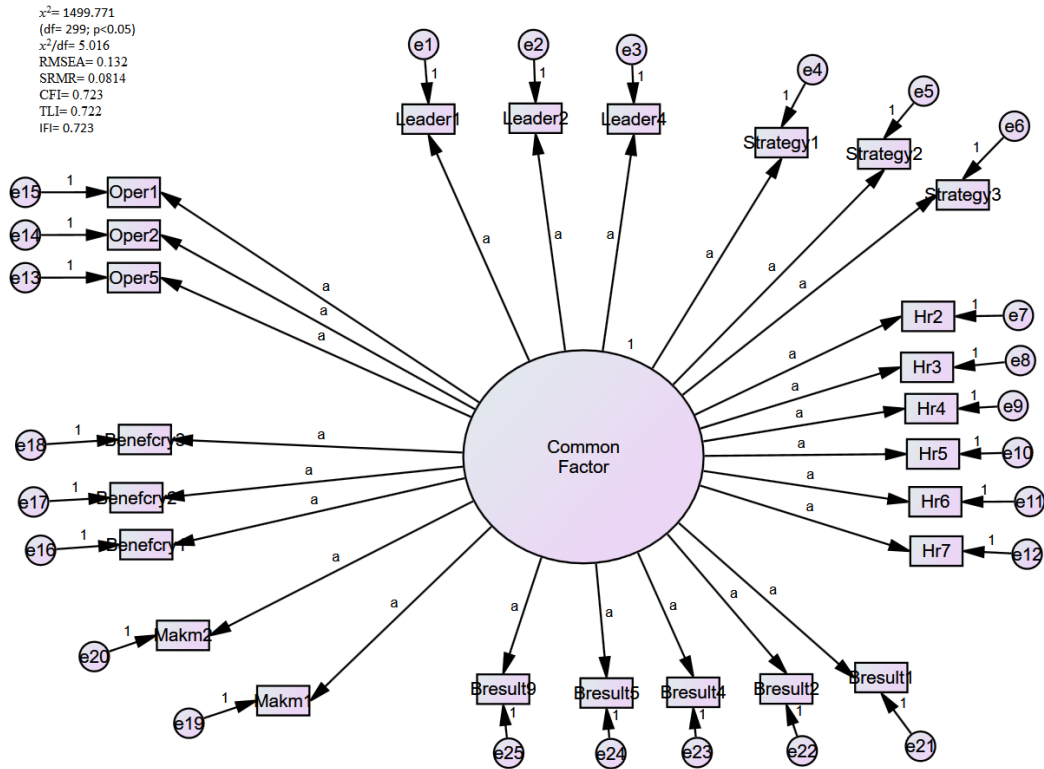 x²= 1499.771
(df= 299; p<0.05)
x²/df= 5.016
RMSEA= 0.132
SRMR= 0.0814
CFI= 0.723
TLI= 0.722
IFI= 0.723
e1
e2
e3
e4
e5
e6
1
1
1
1
1
1
Leader1
Leader2
Leader4
Strategy1
Strategy2
Strategy3
e15
1
Oper1
e14
1
Oper2
e13
1
Oper5
a
a
a
a
a
a
a
a
a
1
Common
Factor
a
Hr2
1
e7
a
Hr3
1
e8
a
Hr4
1
e9
a
Hr5
1
e10
a
Hr6
1
e11
a
Hr7
1
e12
e18
1
Benefcry3
a
e17
1
Benefcry2
a
e16
1
Benefcry1
a
e20
1
Makm2
a
e19
1
Makm1
a
a
a
a
a
a
Bresult9
Bresult5
Bresult4
Bresult2
Bresult1
1
1
1
1
1
e25
e24
e23
e22
e21